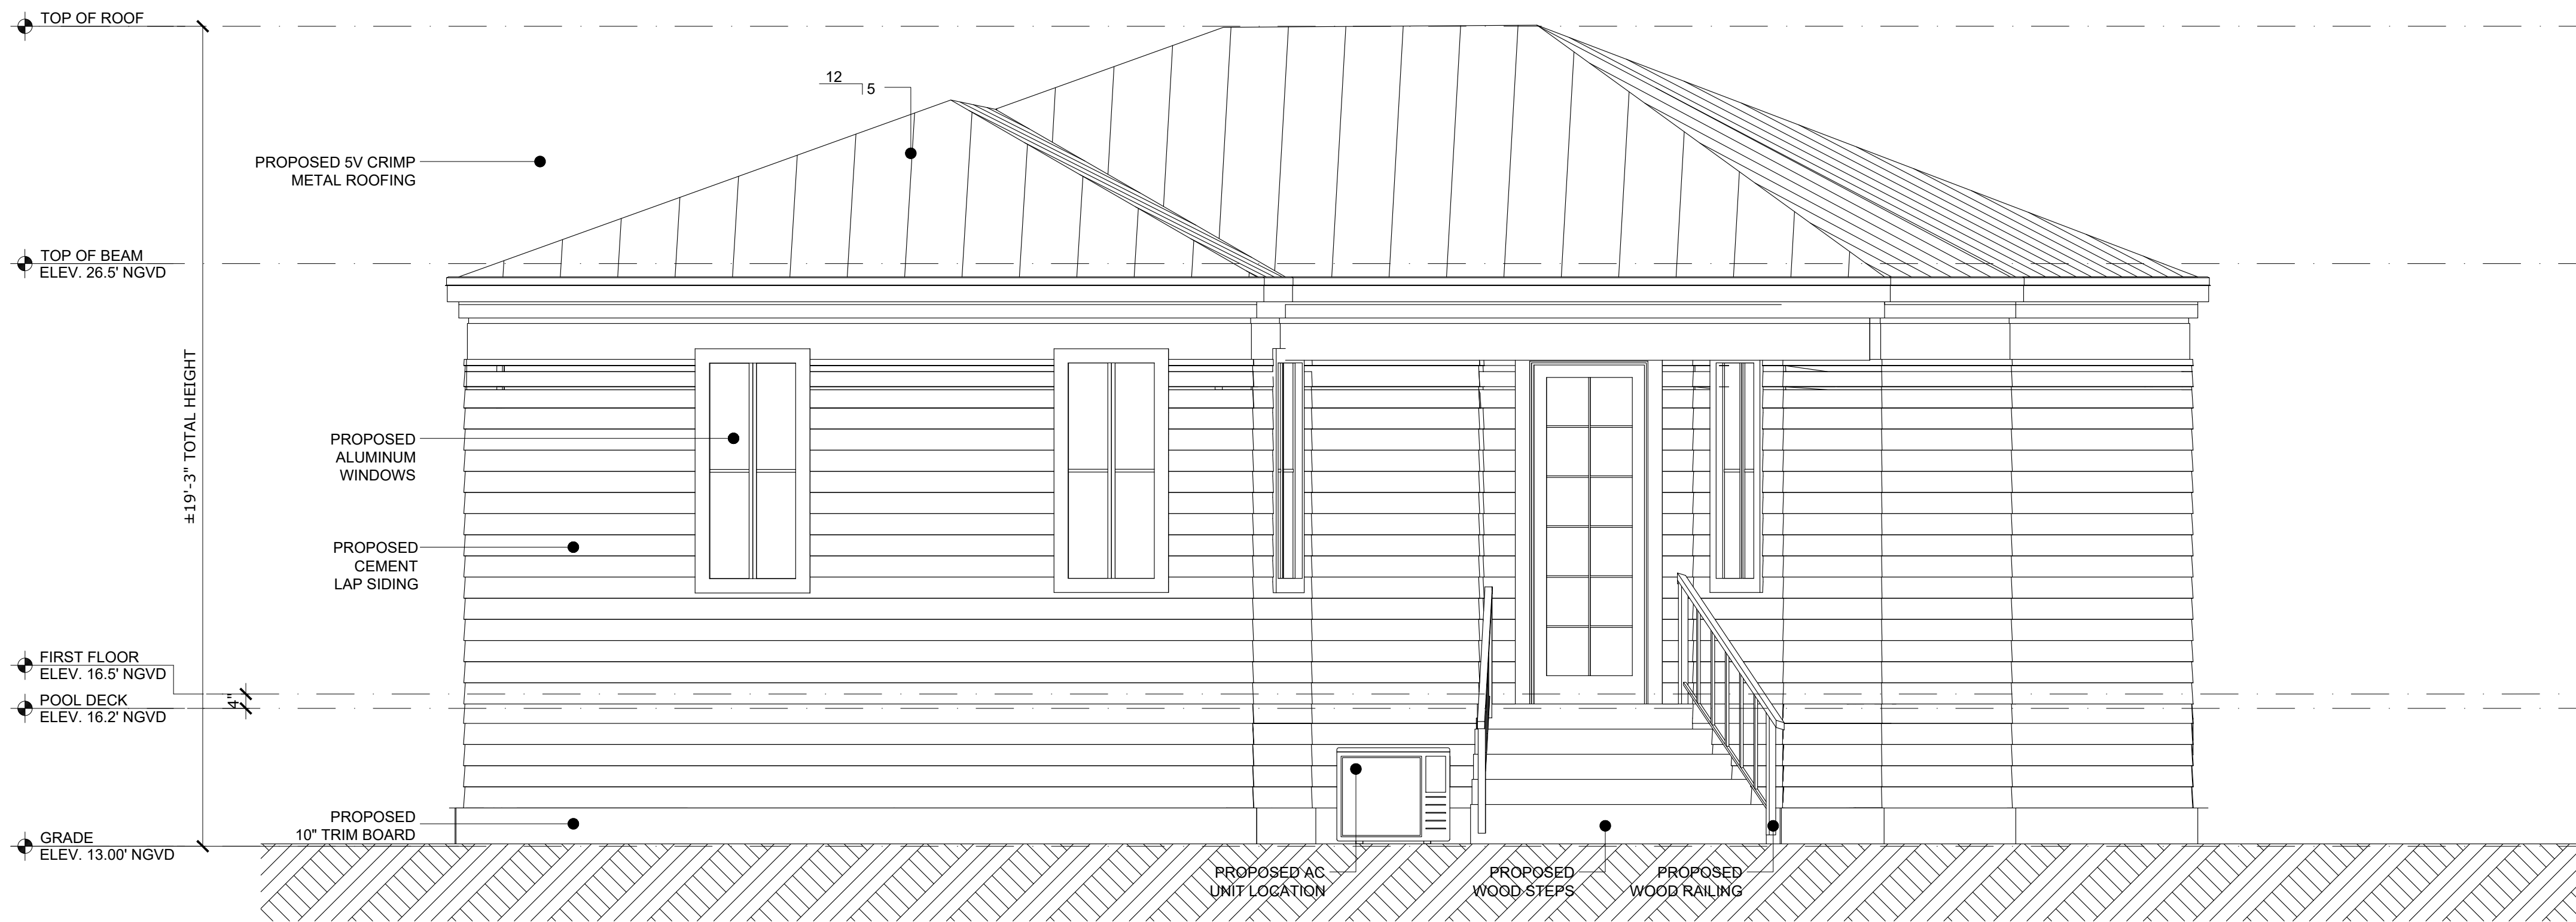 TOP OF ROOF
12
5
PROPOSED 5V CRIMP
METAL ROOFING
TOP OF BEAM
ELEV. 26.5' NGVD
±19'-3" TOTAL HEIGHT
PROPOSED
ALUMINUM
WINDOWS
PROPOSED
CEMENT
LAP SIDING
FIRST FLOOR
ELEV. 16.5' NGVD
4"
POOL DECK
ELEV. 16.2' NGVD
PROPOSED
10" TRIM BOARD
GRADE
ELEV. 13.00' NGVD
PROPOSED AC
UNIT LOCATION
PROPOSED
WOOD STEPS
PROPOSED
WOOD RAILING